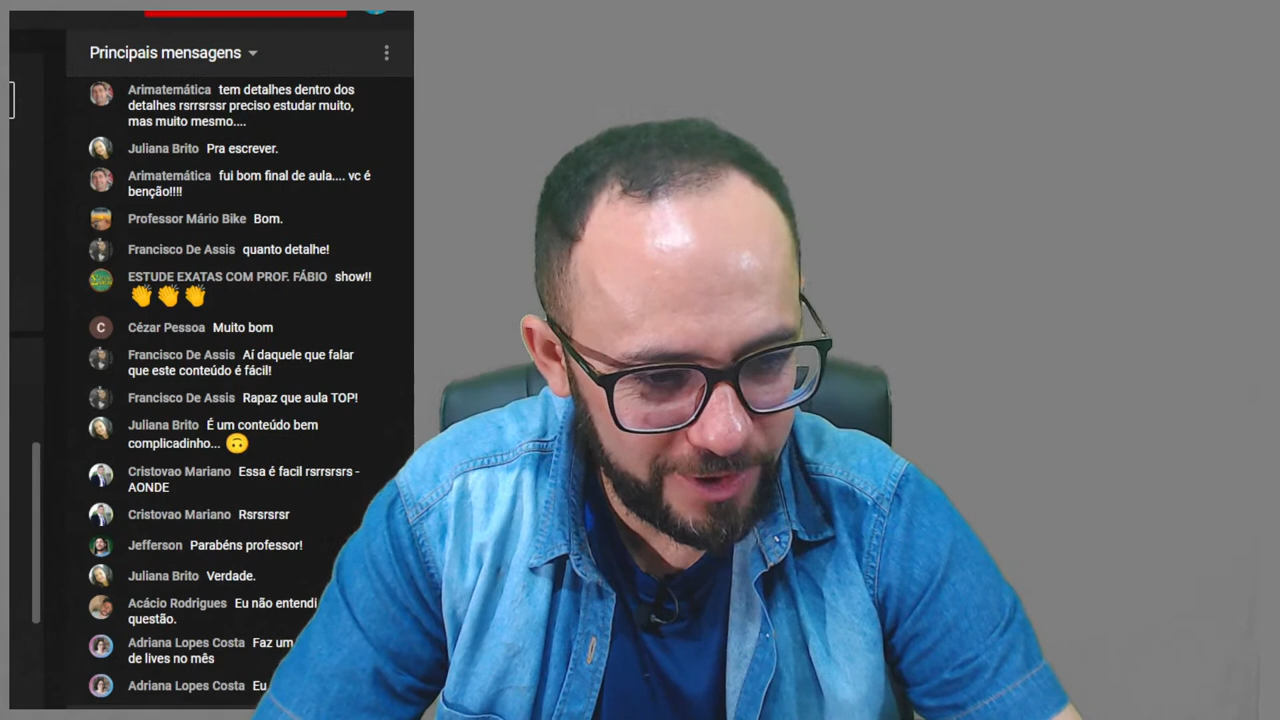 Principais mensagens
Arimatemática tem detalhes dentro dos
detalhes rsrrsrssr preciso estudar muito,
mas muito mesmo....
Juliana Brito Pra escrever.
Arimatemática fui bom final de aula.... vc é
benção!!!!
Professor Mário Bike Bom.
Francisco De Assis quanto detalhe!
ESTUDE EXATAS COM PROF. FÁBIO show!!
👏👏👏
C Cézar Pessoa Muito bom
Francisco De Assis Aí daquele que falar
que este conteúdo é fácil!
Francisco De Assis Rapaz que aula TOP!
Juliana Brito É um conteúdo bem
complicadinho... 🙃
Cristovao Mariano Essa é facil rsrrsrsrs -
AONDE
Cristovao Mariano Rsrsrsrsr
Jefferson Parabéns professor!
Juliana Brito Verdade.
Acácio Rodrigues Eu não entendi
questão.
Adriana Lopes Costa Faz um
de lives no mês
Adriana Lopes Costa Eu